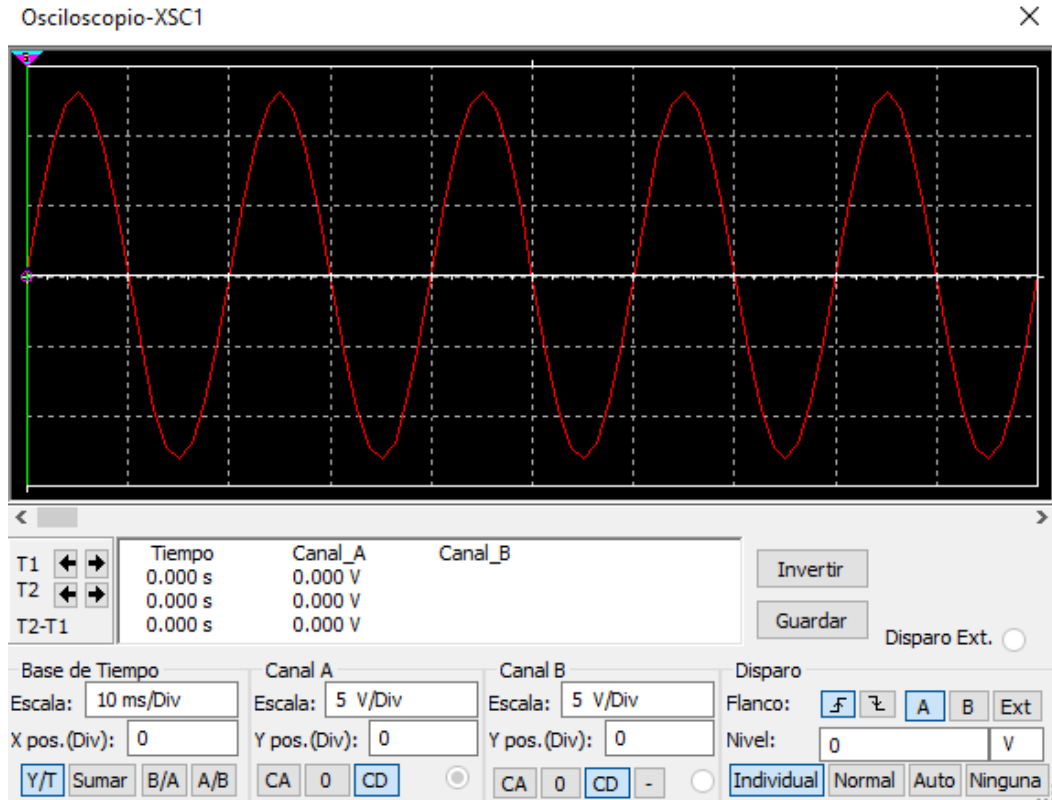 Osciloscopio-XSC1
T1
T2
T2-T1
Tiempo Canal_A Canal_B
0.000 s 0.000 V
0.000 s 0.000 V
0.000 s 0.000 V
Invertir
Guardar
Disparo Ext.
Base de Tiempo
Escala: 10 ms/Div
X pos.(Div): 0
Y/T Sumar B/A A/B
Canal A
Escala: 5 V/Div
Y pos.(Div): 0
CA 0 CD
Canal B
Escala: 5 V/Div
Y pos.(Div): 0
CA 0 CD -
Disparo
Flanco: A B Ext
Nivel: 0 V
Individual Normal Auto Ninguna